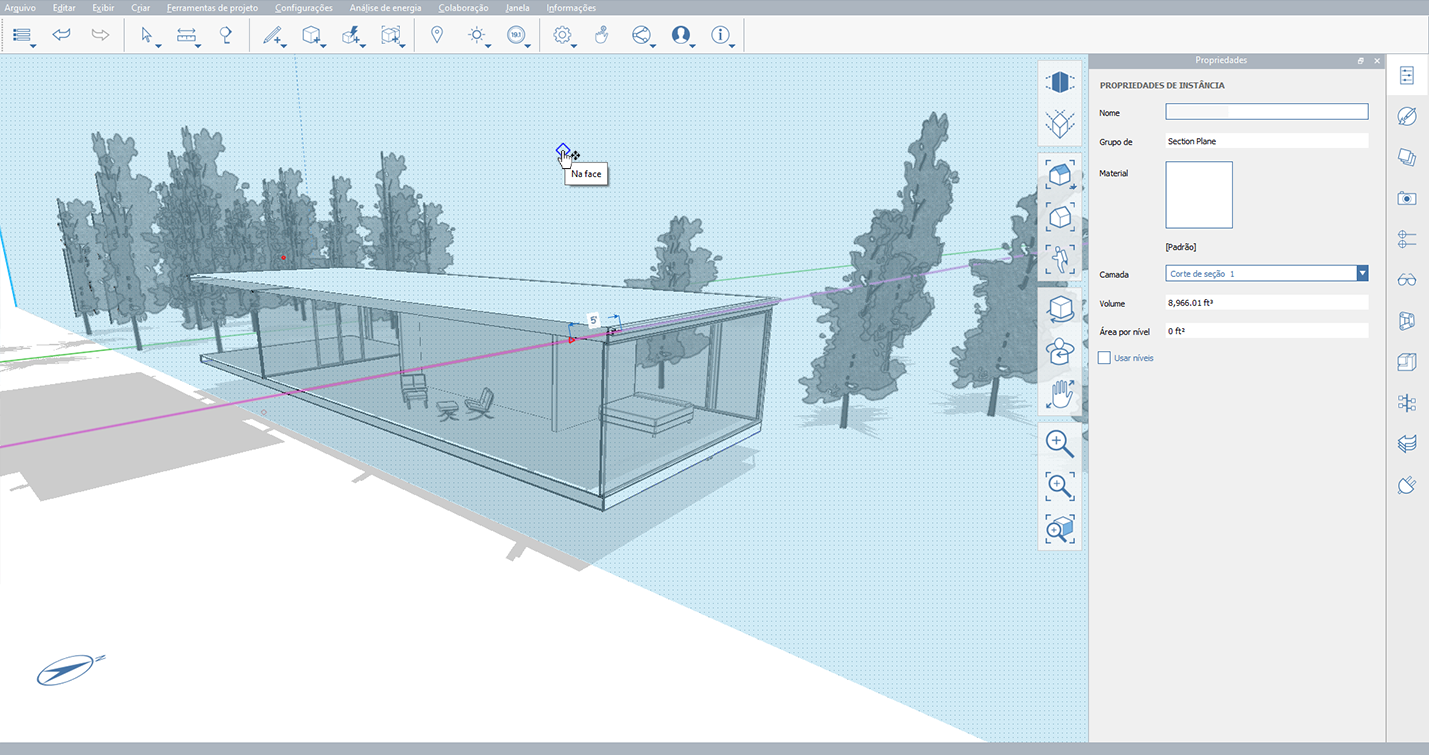 Arquivo Editar Exibir Criar Ferramentas de projeto Configurações Análise de energia Colaboração Janela Informações
191
Propriedades
PROPRIEDADES DE INSTÂNCIA
Nome
Grupo de Section Plane
Material
[Padrão]
Camada Corte de seção 1
Volume 8,966.01 ft³
Área por nível 0 ft²
Usar níveis
Na face
5'
N